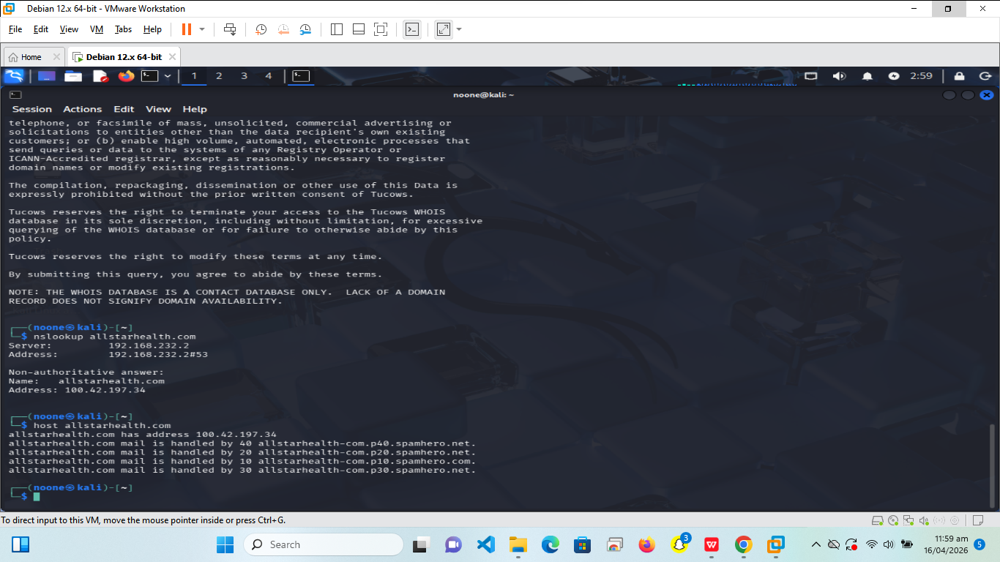 Debian 12.x 64-bit - VMware Workstation
File Edit View VM Tabs Help
Home
Debian 12.x 64-bit
1 2 3 4
2:59
noone@kali: ~
Session Actions Edit View Help
telephone, or facsimile of mass, unsolicited, commercial advertising or
solicitations to entities other than the data recipient's own existing
customers; or (b) enable high volume, automated, electronic processes that
send queries or data to the systems of any Registry Operator or
ICANN-Accredited registrar, except as reasonably necessary to register
domain names or modify existing registrations.
The compilation, repackaging, dissemination or other use of this Data is
expressly prohibited without the prior written consent of Tucows.
Tucows reserves the right to terminate your access to the Tucows WHOIS
database in its sole discretion, including without limitation, for excessive
querying of the WHOIS database or for failure to otherwise abide by this
policy.
Tucows reserves the right to modify these terms at any time.
By submitting this query, you agree to abide by these terms.
NOTE: THE WHOIS DATABASE IS A CONTACT DATABASE ONLY.  LACK OF A DOMAIN
RECORD DOES NOT SIGNIFY DOMAIN AVAILABILITY.
┌──(noone㉿kali)-[~]
└─$ nslookup allstarhealth.com
Server:         192.168.232.2
Address:        192.168.232.2#53
Non-authoritative answer:
Name:   allstarhealth.com
Address: 100.42.197.34
┌──(noone㉿kali)-[~]
└─$ host allstarhealth.com
allstarhealth.com has address 100.42.197.34
allstarhealth.com mail is handled by 40 allstarhealth-com.p40.spamhero.net.
allstarhealth.com mail is handled by 20 allstarhealth-com.p20.spamhero.net.
allstarhealth.com mail is handled by 10 allstarhealth-com.p10.spamhero.com.
allstarhealth.com mail is handled by 30 allstarhealth-com.p30.spamhero.net.
┌──(noone㉿kali)-[~]
└─$
To direct input to this VM, move the mouse pointer inside or press Ctrl+G.
Search
3
W
11:59 am
16/04/2026
5